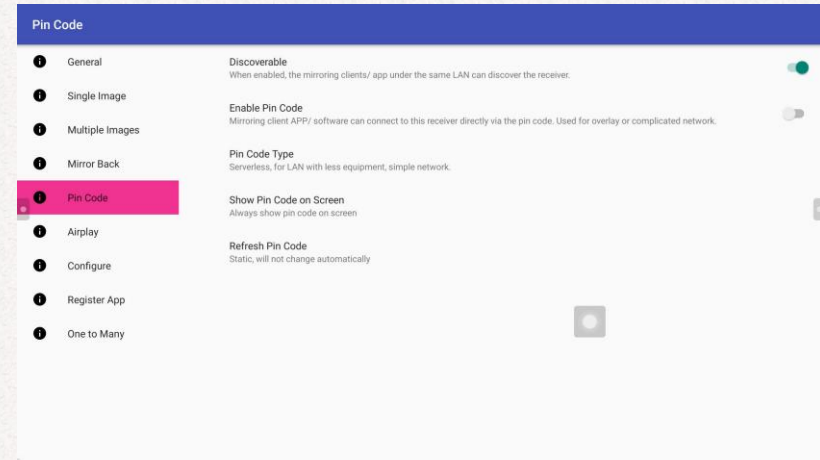 Pin Code
General
Single Image
Multiple Images
Mirror Back
Pin Code
Airplay
Configure
Register App
One to Many
Discoverable
When enabled, the mirroring clients/ app under the same LAN can discover the receiver.
Enable Pin Code
Mirroring client APP/ software can connect to this receiver directly via the pin code. Used for overlay or complicated network.
Pin Code Type
Serverless, for LAN with less equipment, simple network.
Show Pin Code on Screen
Always show pin code on screen
Refresh Pin Code
Static, will not change automatically